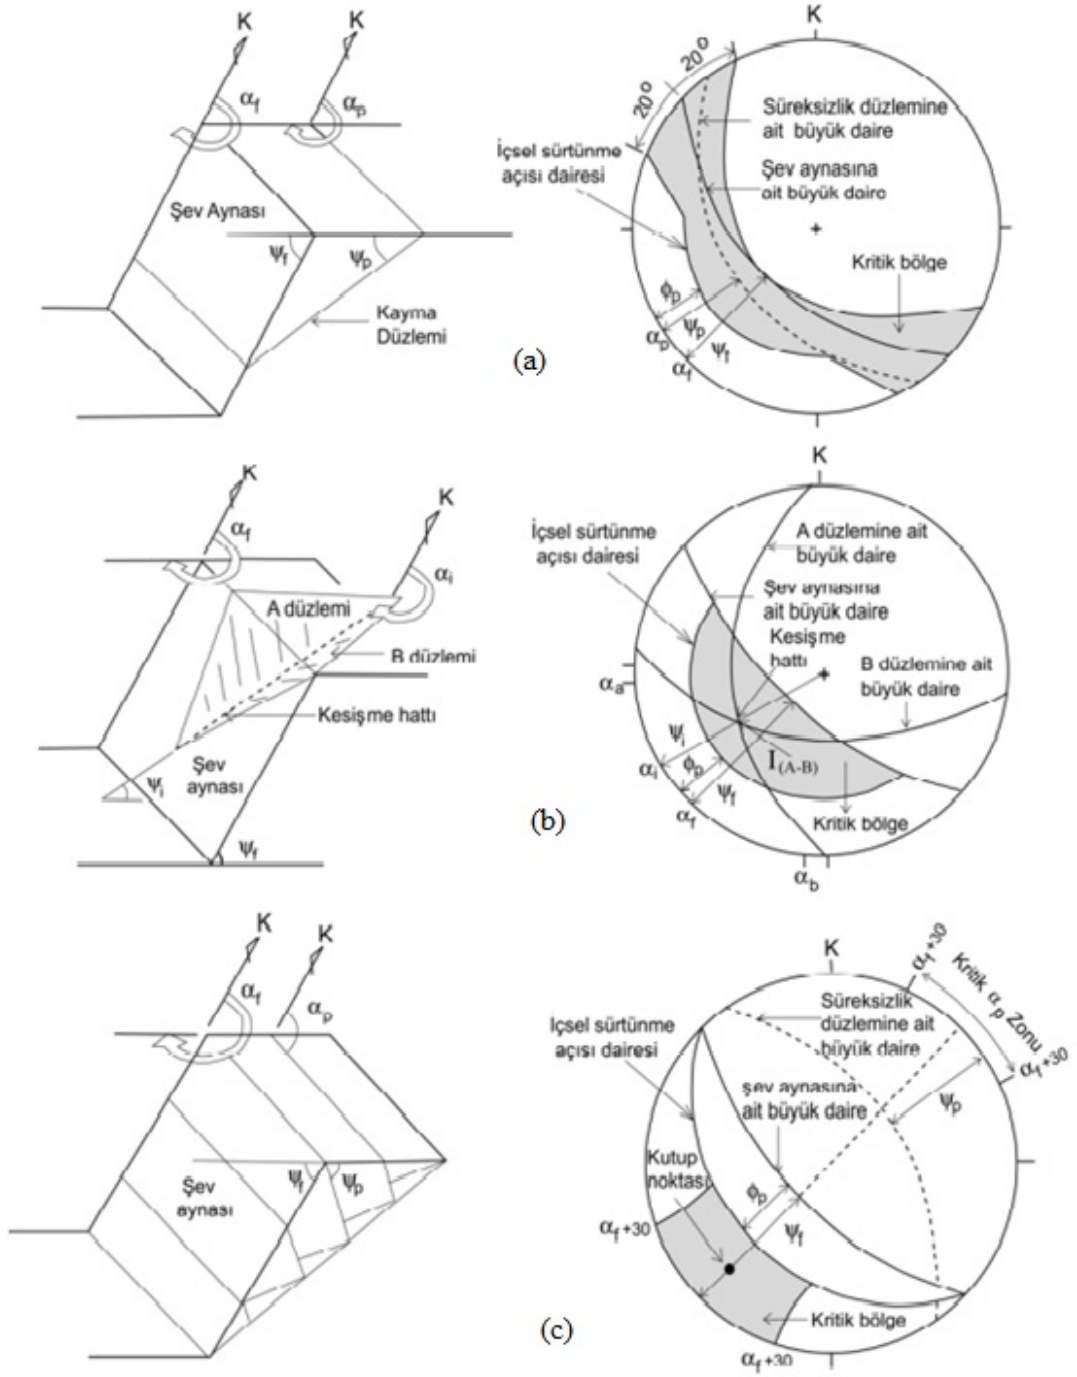 K
K
αf
αp
Şev Aynası
ψf
ψp
Kayma
Düzlemi
K
20°
20°
Süreksizlik düzlemine
ait büyük daire
İçsel sürtünme
açısı dairesi
Şev aynasına
ait büyük daire
Kritik bölge
ϕp
αp
ψp
αf
ψf
(a)
K
K
αf
αi
A düzlemi
B düzlemi
Kesişme hattı
Şev
aynası
ψi
ψf
K
İçsel sürtünme
açısı dairesi
A düzlemine ait
büyük daire
Şev aynasına
ait büyük daire
Kesişme
hattı
B düzlemine ait
büyük daire
αa
ψi
αi
ϕp
αf
ψf
I(A-B)
Kritik bölge
αb
(b)
K
K
αf
αp
ψf
ψp
Şev
aynası
K
αf+30
Kritik αp Zonu
αf+30
İçsel sürtünme
açısı dairesi
Süreksizlik
düzlemine ait
büyük daire
şev aynasına
ait büyük daire
ψp
Kutup
noktası
ϕp
ψf
αf+30
Kritik bölge
αf+30
(c)